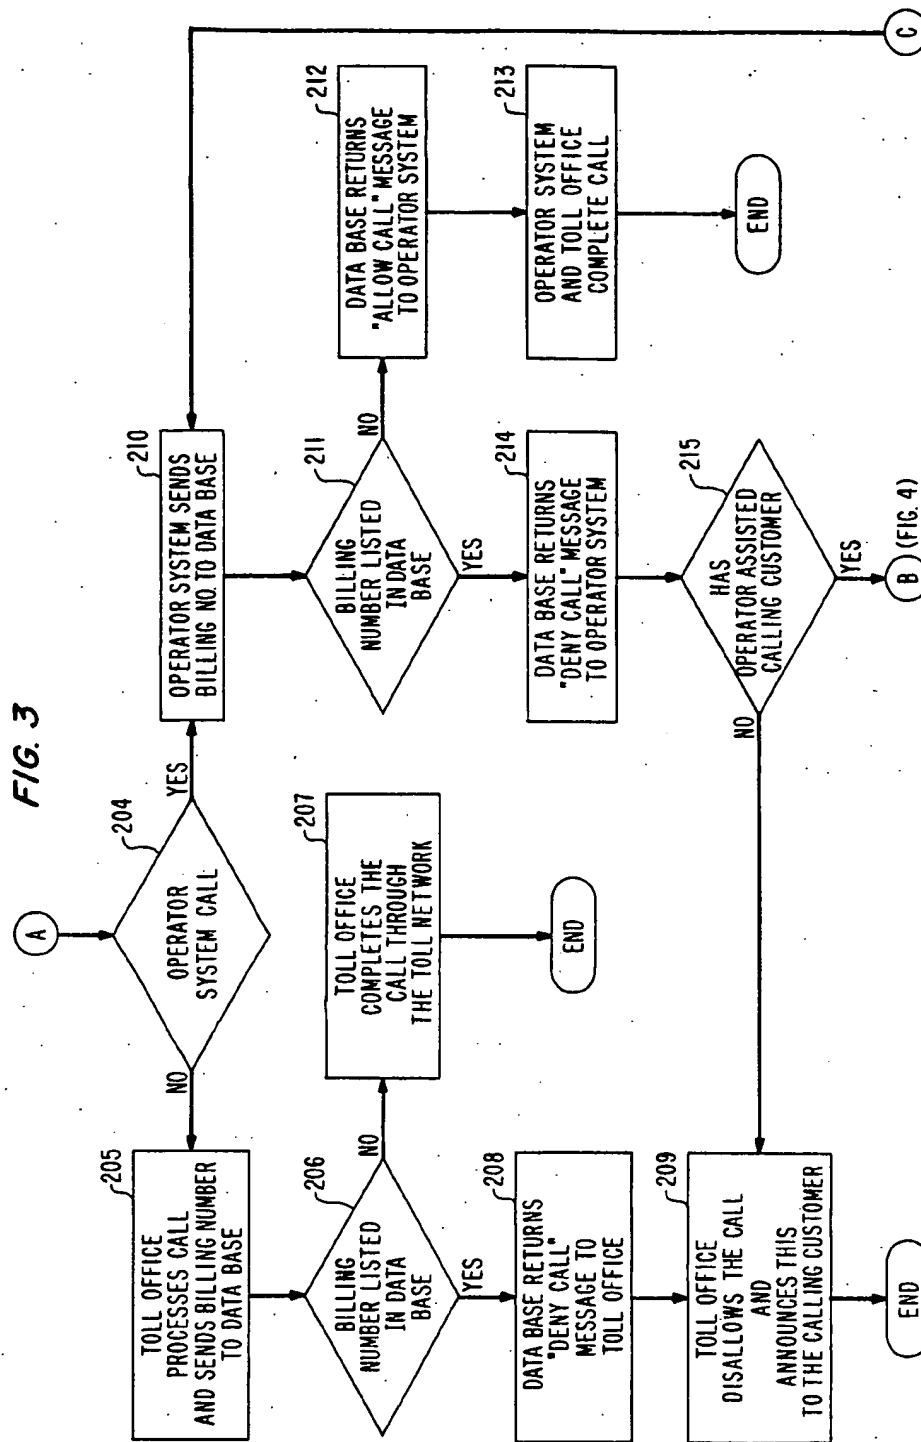 FIG. 3
A
204
OPERATOR
SYSTEM CALL
NO
YES
205
TOLL OFFICE
PROCESSES CALL
AND SENDS BILLING NUMBER
TO DATA BASE
206
BILLING
NUMBER LISTED
IN DATA
BASE
NO
YES
207
TOLL OFFICE
COMPLETES THE
CALL THROUGH
THE TOLL NETWORK
END
208
DATA BASE RETURNS
"DENY CALL"
MESSAGE TO
TOLL OFFICE
209
TOLL OFFICE
DISALLOWS THE CALL
AND
ANNOUNCES THIS
TO THE CALLING CUSTOMER
END
210
OPERATOR SYSTEM SENDS
BILLING NO. TO DATA BASE
211
BILLING
NUMBER LISTED
IN DATA
BASE
NO
YES
212
DATA BASE RETURNS
"ALLOW CALL" MESSAGE
TO OPERATOR SYSTEM
213
OPERATOR SYSTEM
AND TOLL OFFICE
COMPLETE CALL
END
214
DATA BASE RETURNS
"DENY CALL" MESSAGE
TO OPERATOR SYSTEM
215
HAS
OPERATOR ASSISTED
CALLING CUSTOMER
NO
YES
B (FIG. 4)
C